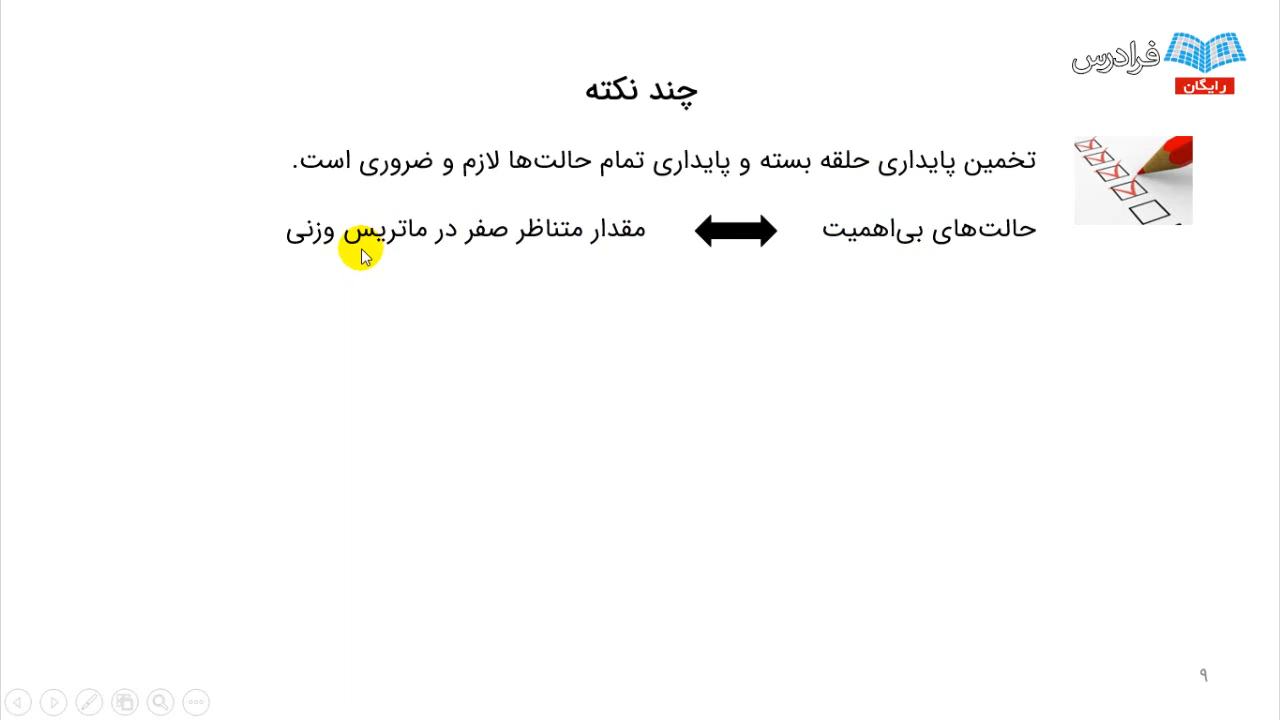 فرادرس
رایگان
چند نکته
تخمین پایداری حلقه بسته و پایداری تمام حالت‌ها لازم و ضروری است.
حالت‌های بی‌اهمیت مقدار متناظر صفر در ماتریس وزنی
۹